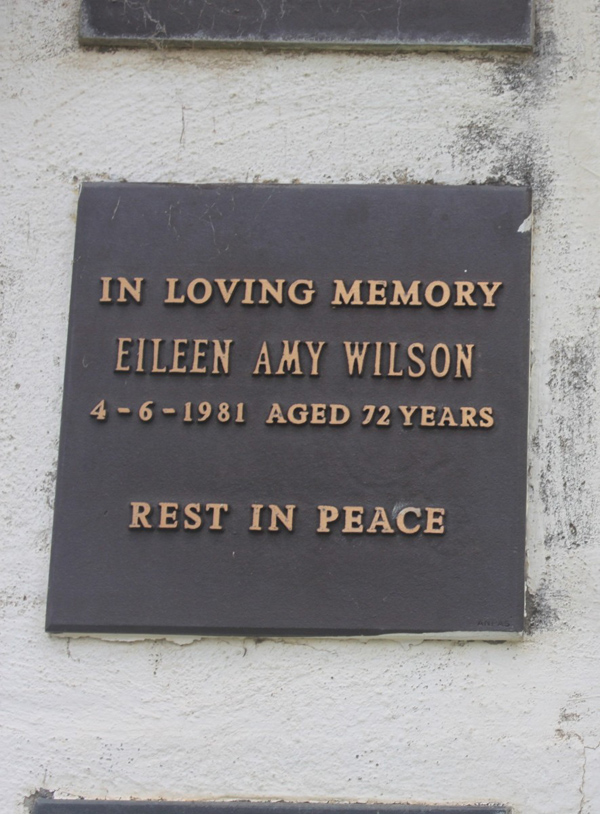 IN LOVING MEMORY
EILEEN AMY WILSON
4-6-1981 AGED 72 YEARS
REST IN PEACE